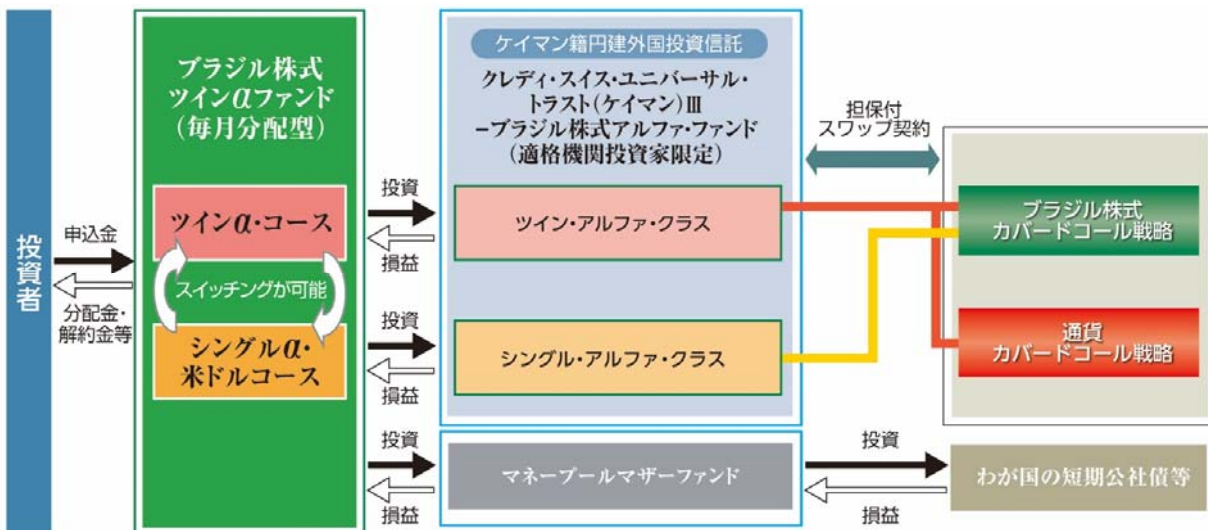 投資者
申込金
分配金・
解約金等
ブラジル株式
ツインαファンド
(毎月分配型)
ツインα・コース
スイッチングが可能
シングルα・
米ドルコース
投資
損益
投資
損益
投資
損益
ケイマン籍円建外国投資信託
クレディ・スイス・ユニバーサル・
トラスト(ケイマン)Ⅲ
−ブラジル株式アルファ・ファンド
(適格機関投資家限定)
ツイン・アルファ・クラス
シングル・アルファ・クラス
マネープールマザーファンド
担保付
スワップ契約
投資
損益
ブラジル株式
カバードコール戦略
通貨
カバードコール戦略
わが国の短期公社債等